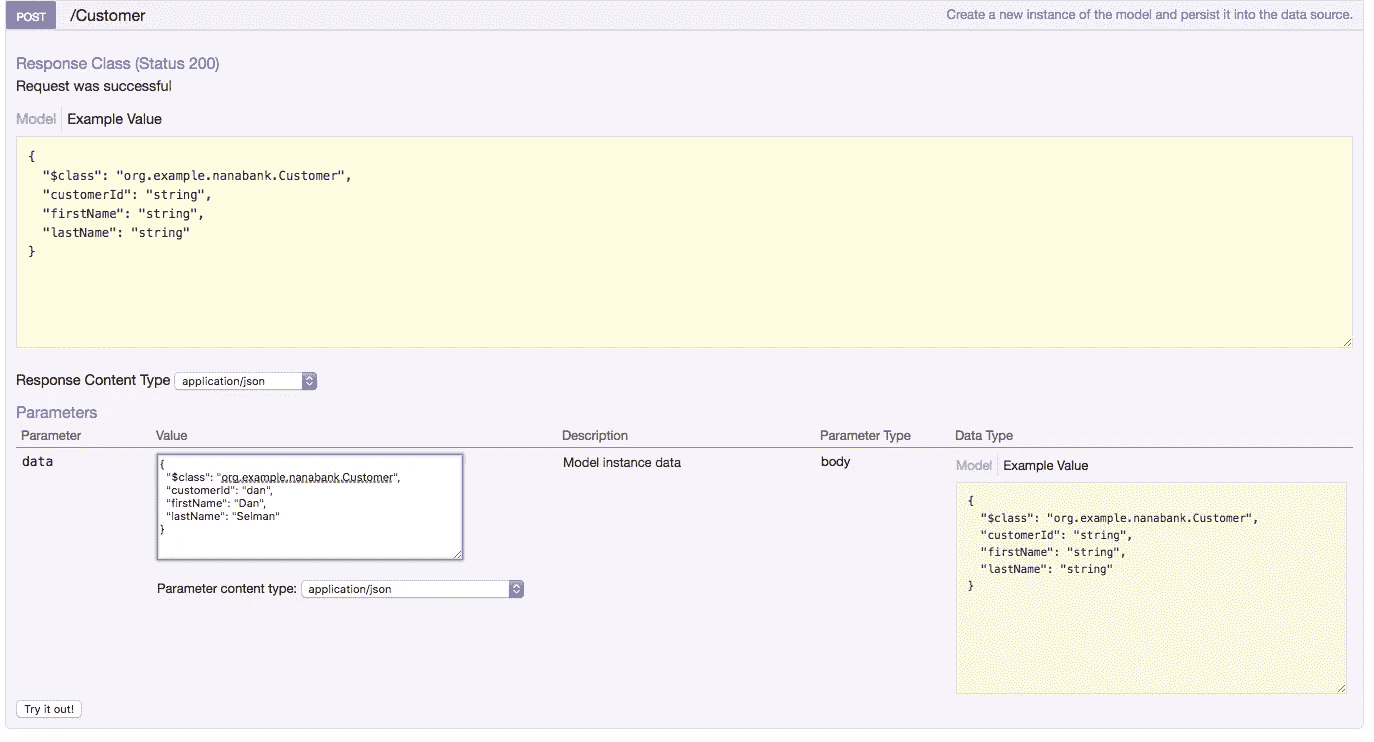 POST /Customer Create a new instance of the model and persist it into the data source.
Response Class (Status 200)
Request was successful
Model Example Value
{
"$class": "org.example.nanabank.Customer",
"customerId": "string",
"firstName": "string",
"lastName": "string"
}
Response Content Type application/json
Parameters
Parameter Value Description Parameter Type Data Type
data
{
"$class": "org.example.nanabank.Customer",
"customerId": "dan",
"firstName": "Dan",
"lastName": "Selman"
}
Parameter content type: application/json
Model instance data
body
Model Example Value
{
"$class": "org.example.nanabank.Customer",
"customerId": "string",
"firstName": "string",
"lastName": "string"
}
Try it out!